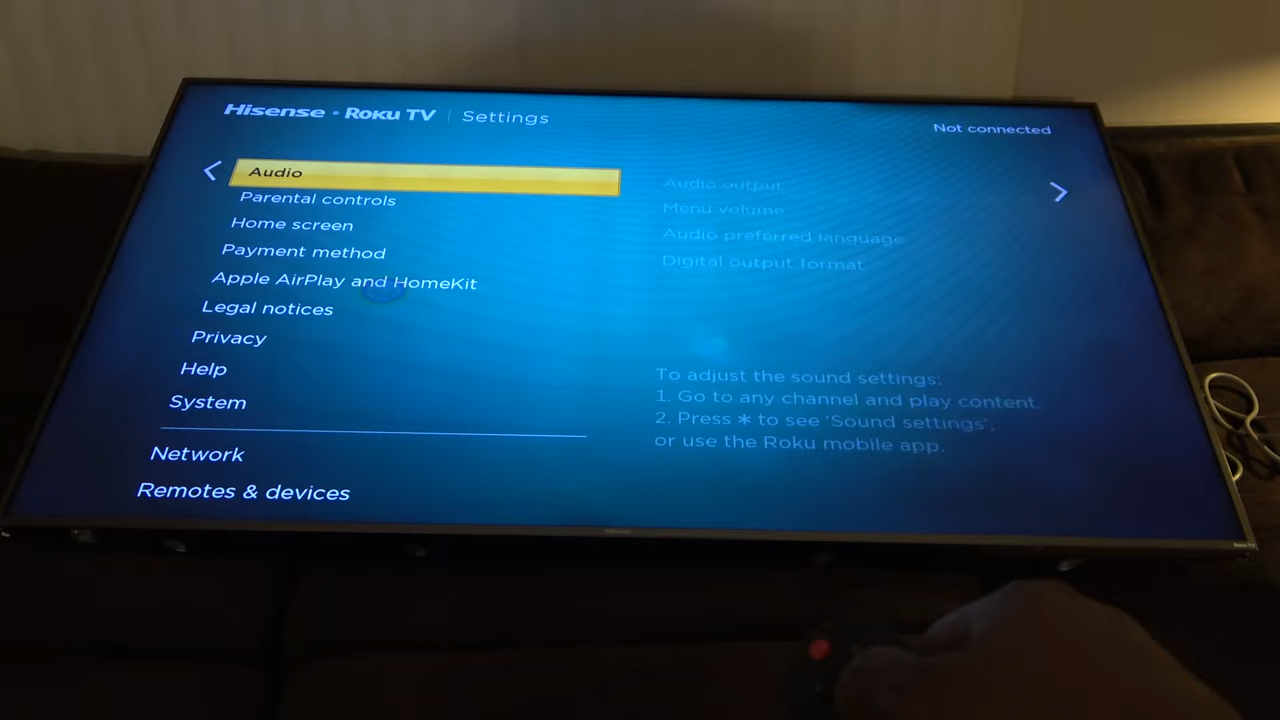 Hisense • Roku TV | Settings
Not connected
Audio
Parental controls
Home screen
Payment method
Apple AirPlay and HomeKit
Legal notices
Privacy
Help
System
Network
Remotes & devices
Audio output
Menu volume
Audio preferred language
Digital output format
To adjust the sound settings:
1. Go to any channel and play content.
2. Press * to see 'Sound settings',
or use the Roku mobile app.
Hisense
Roku TV